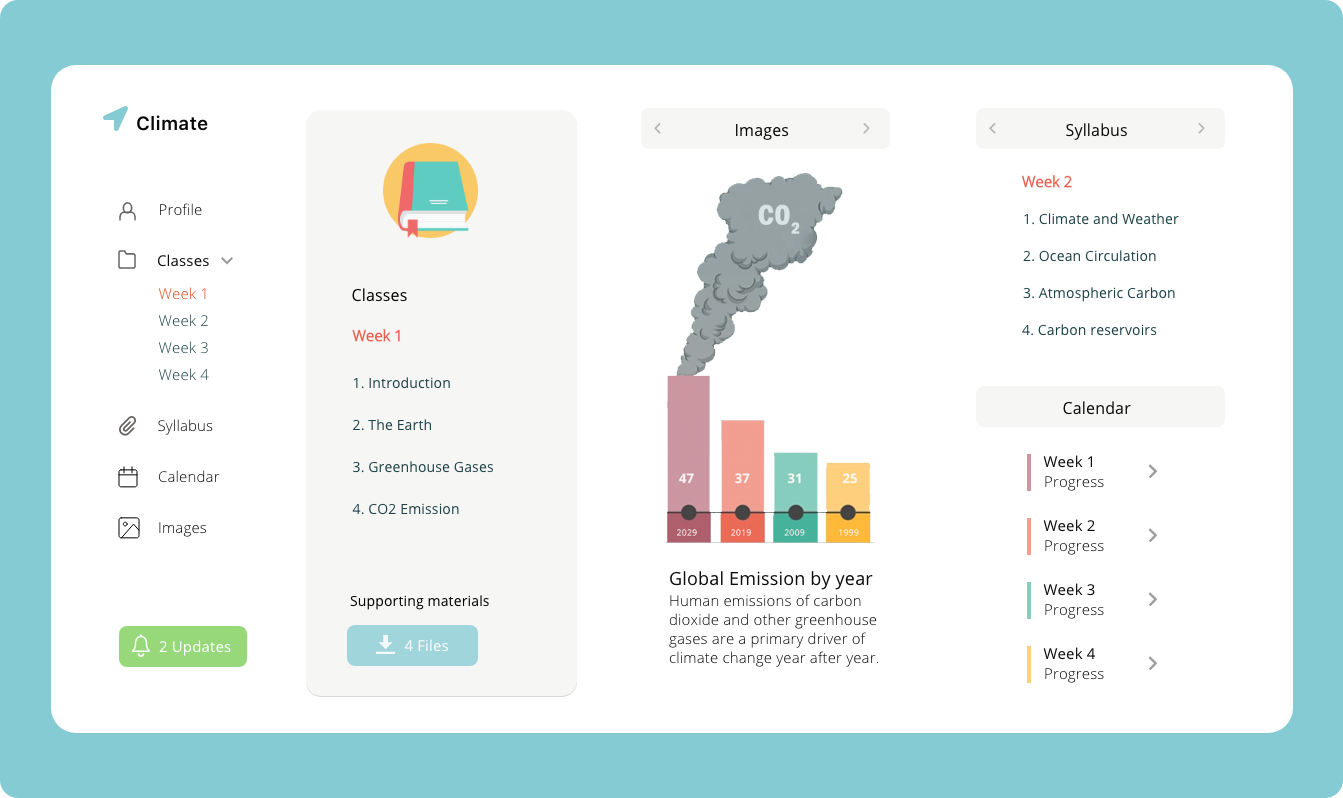 Climate
Profile
Classes
Week 1
Week 2
Week 3
Week 4
Syllabus
Calendar
Images
2 Updates
Classes
Week 1
1. Introduction
2. The Earth
3. Greenhouse Gases
4. CO2 Emission
Supporting materials
4 Files
Images
CO2
47 37 31 25
2029 2019 2009 1999
Global Emission by year
Human emissions of carbon
dioxide and other greenhouse
gases are a primary driver of
climate change year after year.
Syllabus
Week 2
1. Climate and Weather
2. Ocean Circulation
3. Atmospheric Carbon
4. Carbon reservoirs
Calendar
Week 1
Progress
Week 2
Progress
Week 3
Progress
Week 4
Progress